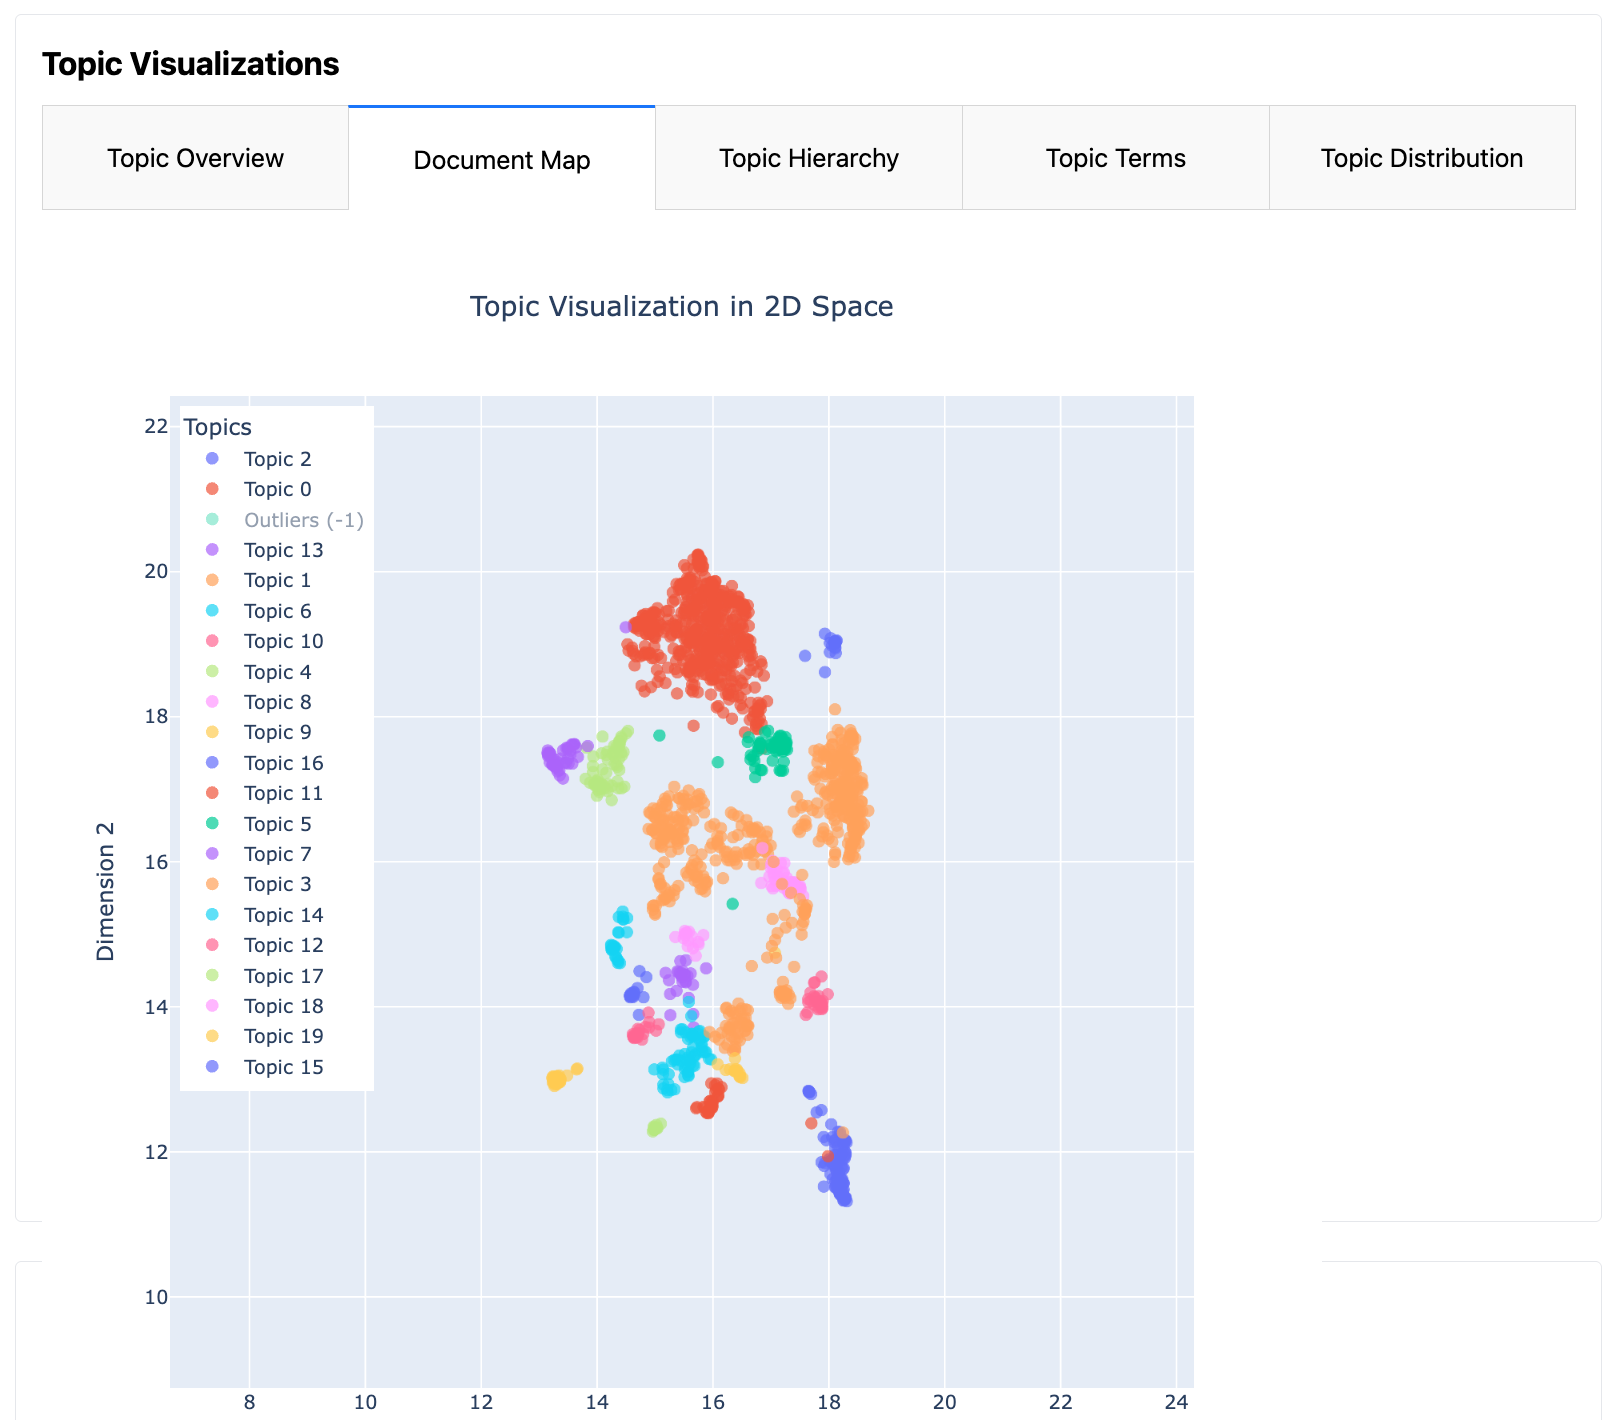 Topic Visualizations
Topic Overview
Document Map
Topic Hierarchy
Topic Terms
Topic Distribution
Topic Visualization in 2D Space
Topics
Topic 2
Topic 0
Outliers (-1)
Topic 13
Topic 1
Topic 6
Topic 10
Topic 4
Topic 8
Topic 9
Topic 16
Topic 11
Topic 5
Topic 7
Topic 3
Topic 14
Topic 12
Topic 17
Topic 18
Topic 19
Topic 15
Dimension 2
22
20
18
16
14
12
10
8 10 12 14 16 18 20 22 24